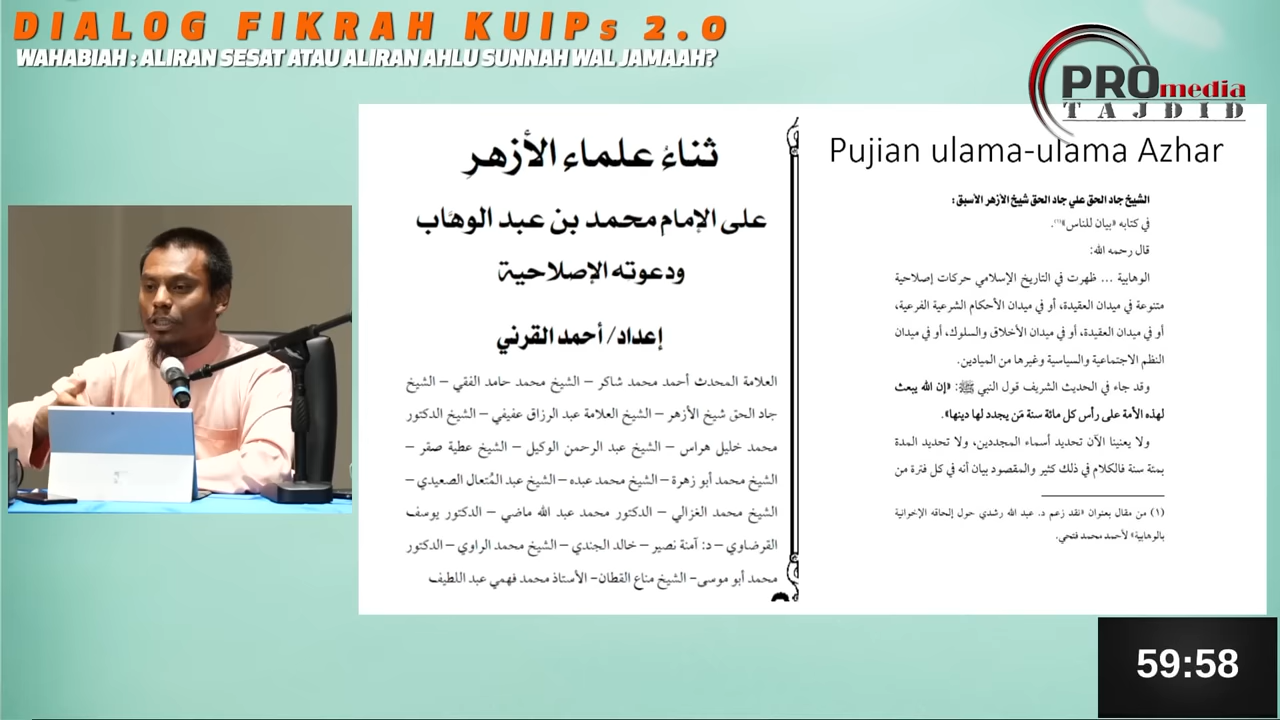 DIALOG FIKRAH KUIPs 2.0
WAHABIAH : ALIRAN SESAT ATAU ALIRAN AHLU SUNNAH WAL JAMAAH?
PROmedia
TAJDID
ثناءُ علماء الأزهر
على الإمام محمد بن عبد الوهاب
ودعوته الإصلاحية
إعداد/ أحمد القرني
العلامة المحدث أحمد محمد شاكر – الشيخ محمد حامد الفقي – الشيخ
جاد الحق شيخ الأزهر – الشيخ العلامة عبد الرزاق عفيفي – الشيخ الدكتور
محمد خليل هراس – الشيخ عبد الرحمن الوكيل – الشيخ عطية صقر –
الشيخ محمد أبو زهرة – الشيخ محمد عبده – الشيخ عبد المُتعال الصعيدي –
الشيخ محمد الغزالي – الدكتور محمد عبد الله ماضي – الدكتور يوسف
القرضاوي – د: آمنة نصير – خالد الجندي – الشيخ محمد الراوي – الدكتور
محمد أبو موسى– الشيخ مناع القطان– الأستاذ محمد فهمي عبد اللطيف
Pujian ulama-ulama Azhar
الشيخ جاد الحق علي جاد الحق شيخ الأزهر الأسبق:
في كتابه «بيان للناس»(١).
قال رحمه الله:
الوهابية ... ظهرت في التاريخ الإسلامي حركات إصلاحية
متنوعة في ميدان العقيدة، أو في ميدان الأحكام الشرعية الفرعية،
أو في ميدان العقيدة، أو في ميدان الأخلاق والسلوك، أو في ميدان
النظم الاجتماعية والسياسية وغيرها من الميادين.
وقد جاء في الحديث الشريف قول النبي ﷺ: «إن الله يبعث
لهذه الأمة على رأس كل مائة سنة مَن يجدد لها دينها».
ولا يعنينا الآن تحديد أسماء المجددين، ولا تحديد المدة
بمئة سنة فالكلام في ذلك كثير والمقصود بيان أنه في كل فترة من
(١) من مقال بعنوان «نقد زعم د. عبد الله رشدي حول إلحاقه الإخوانية
بالوهابية» لأحمد محمد فتحي.
59:58